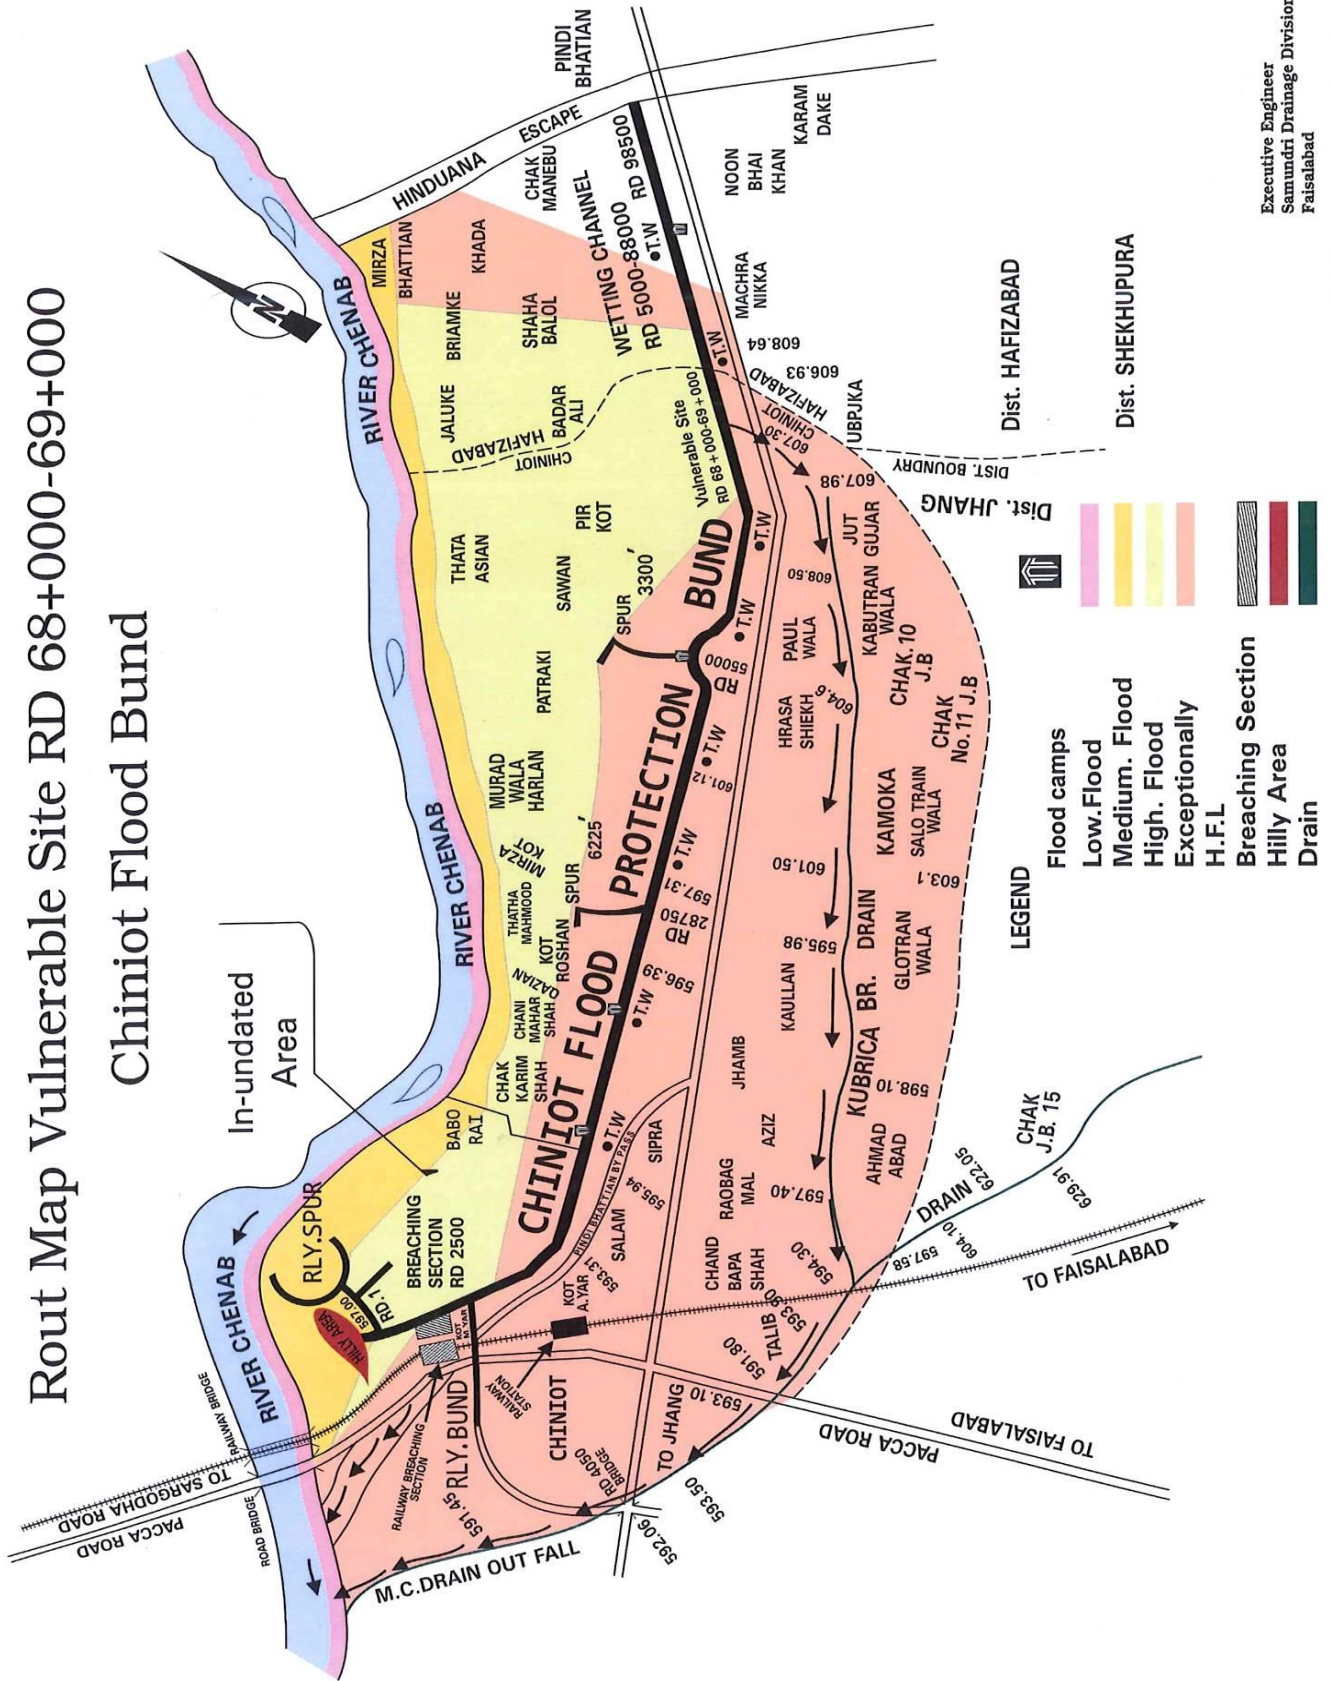 Rout Map Vulnerable Site RD 68+000-69+000
Chiniot Flood Bund
In-undated
Area
RIVER CHENAB
RIVER CHENAB
RIVER CHENAB
RIVER CHENAB
N
PINDI
BHATIAN
HINDUANA ESCAPE
CHAK
MANEBU
WETTING CHANNEL
RD 5000-88000
RD 98500
T.W
NOON
BHAI
KHAN
KARAM
DAKE
MIRZA
BHATTIAN
KHADA
BRIAMKE
SHAHA
BALOL
JALUKE
BADAR
ALI
CHINIOT
HAFIZABAD
MACHRA
NIKKA
T.W
608.64
606.93
HAFIZABAD
CHINIOT
607.30
UBPJKA
Vulnerable Site
RD 68+000-69+000
THATA
ASIAN
PIR
KOT
SAWAN
PATRAKI
SPUR 3300'
MURAD
WALA
HARLAN
MIRZA
KOT
THATHA
MAHMOOD
KOT
ROSHAN
QAZIAN
SPUR 6225'
CHANI
MAHAR
SHAH
CHAK
KARIM
SHAH
BABO
RAI
CHINIOT FLOOD PROTECTION BUND
T.W
T.W
RD
55000
T.W
601.12
T.W
597.31
RD
28750
596.39
T.W
T.W
RLY.SPUR
HILLY AREA
597.00
RD.1
BREACHING
SECTION
RD 2500
KOT
M.YAR
PINDI BHATTIAN BY PASS
593.31
SALAM
595.94
SIPRA
JHAMB
AZIZ
RAOBAG
MAL
CHAND
BAPA
SHAH
KAULLAN
HRASA
SHIEKH
PAUL
WALA
JUT
KABUTRAN GUJAR
WALA
CHAK.10
J.B
CHAK
No.11 J.B
KAMOKA
SALO TRAIN
WALA
GLOTRAN
WALA
AHMAD
ABAD
KUBRICA BR. DRAIN
607.98
608.50
604.6
601.50
603.1
595.98
598.10
597.40
594.30
593.90
TALIB
591.80
593.10
593.50
592.06
591.45
DRAIN
622.05
629.91
604.10
597.58
CHAK
J.B. 15
TO FAISALABAD
TO FAISALABAD
PACCA ROAD
TO JHANG
RD 4050
BRIDGE
CHINIOT
KOT
A.YAR
RAILWAY
STATION
RLY. BUND
RAILWAY BREACHING
SECTION
M.C.DRAIN OUT FALL
RAILWAY BRIDGE
ROAD BRIDGE
TO SARGODHA ROAD
PACCA ROAD
DIST. BOUNDRY
Dist. JHANG
Dist. HAFIZABAD
Dist. SHEKHUPURA
LEGEND
Flood camps
Low.Flood
Medium. Flood
High. Flood
Exceptionally
H.F.L
Breaching Section
Hilly Area
Drain
Executive Engineer
Samundri Drainage Division
Faisalabad